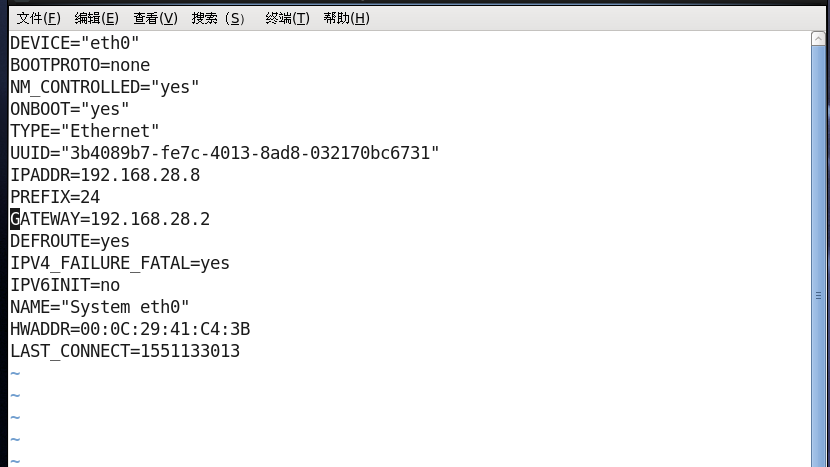 文件(F) 编辑(E) 查看(V) 搜索 (S) 终端(T) 帮助(H)
DEVICE="eth0"
BOOTPROTO=none
NM_CONTROLLED="yes"
ONBOOT="yes"
TYPE="Ethernet"
UUID="3b4089b7-fe7c-4013-8ad8-032170bc6731"
IPADDR=192.168.28.8
PREFIX=24
GATEWAY=192.168.28.2
DEFROUTE=yes
IPV4_FAILURE_FATAL=yes
IPV6INIT=no
NAME="System eth0"
HWADDR=00:0C:29:41:C4:3B
LAST_CONNECT=1551133013
~
~
~
~
~